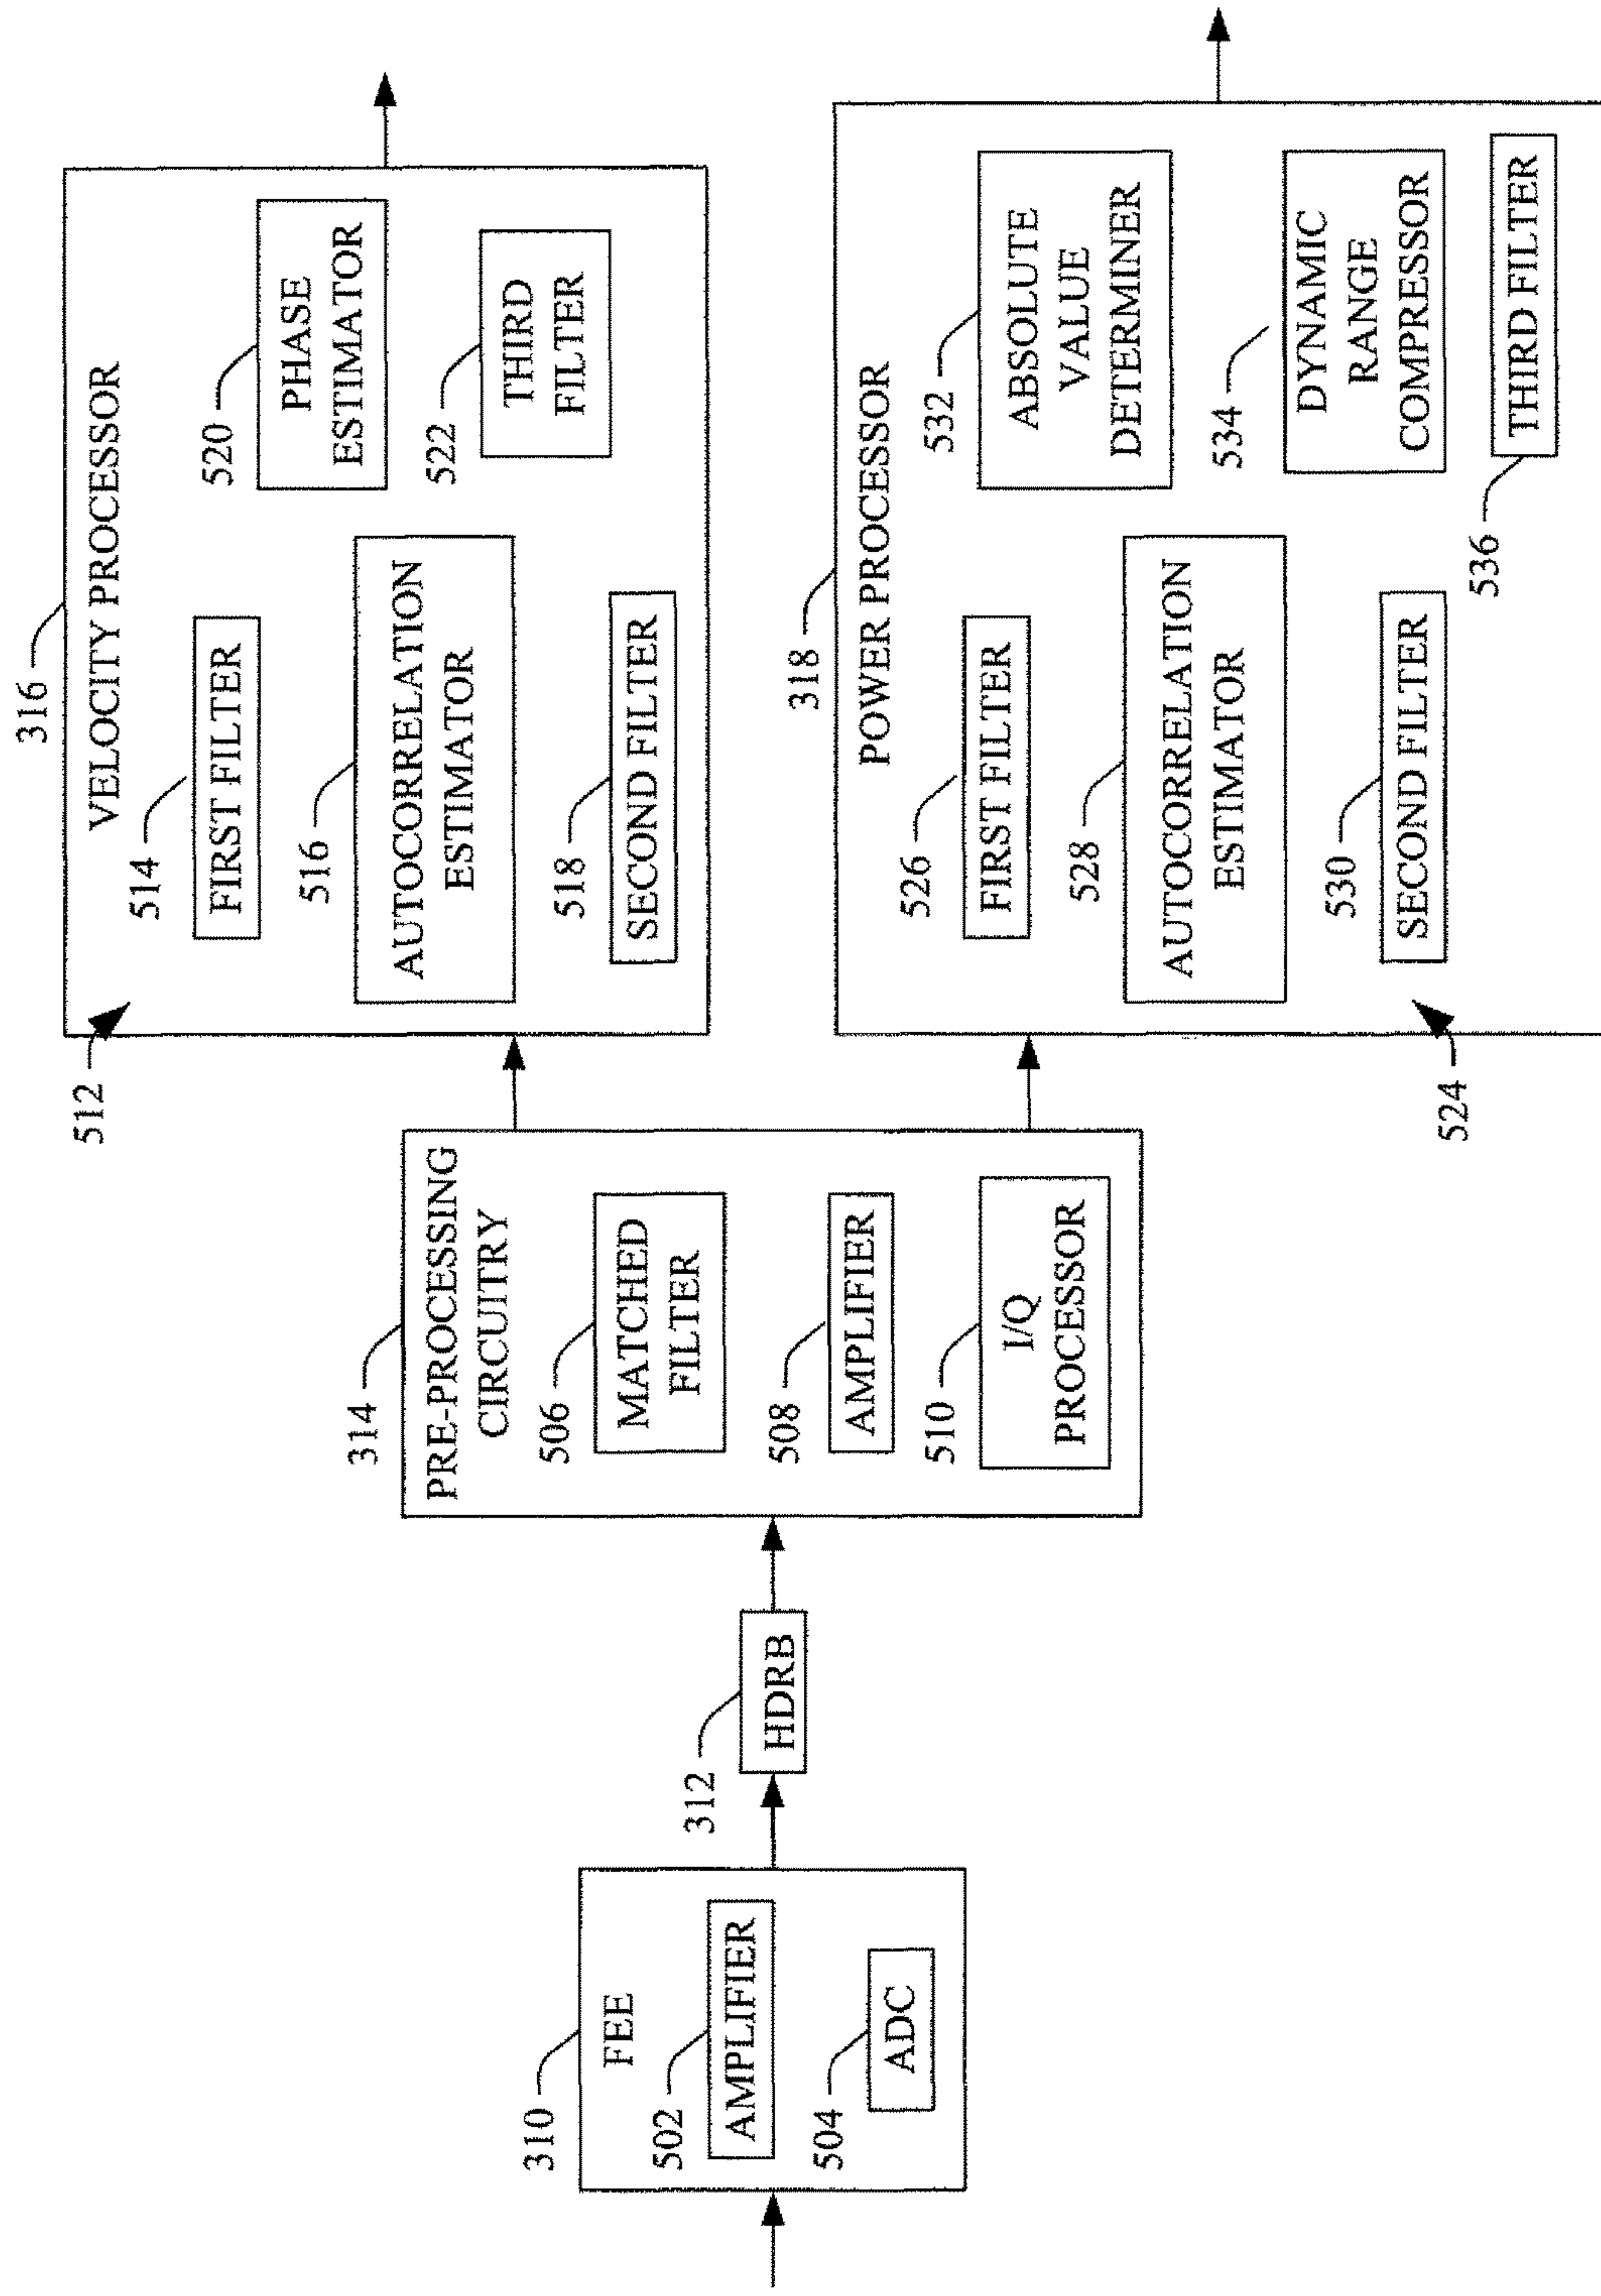 310
FEE
502
AMPLIFIER
504
ADC
312
HDRB
314
PRE-PROCESSING
CIRCUITRY
506
MATCHED
FILTER
508
AMPLIFIER
510
I/Q
PROCESSOR
512
316
VELOCITY PROCESSOR
514
FIRST FILTER
516
AUTOCORRELATION
ESTIMATOR
518
SECOND FILTER
520
PHASE
ESTIMATOR
522
THIRD
FILTER
318
POWER PROCESSOR
526
FIRST FILTER
528
AUTOCORRELATION
ESTIMATOR
530
SECOND FILTER
524
532
ABSOLUTE
VALUE
DETERMINER
534
DYNAMIC
RANGE
COMPRESSOR
536
THIRD FILTER